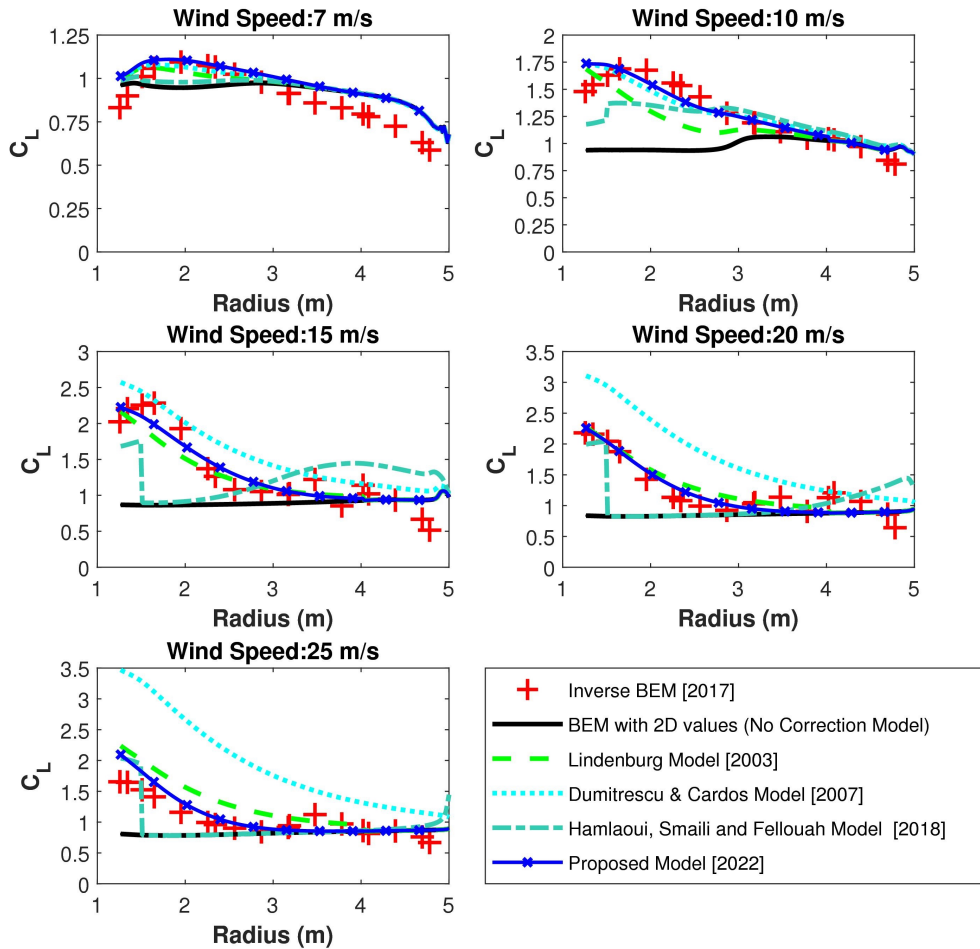 Wind Speed:7 m/s
1.25
1
0.75
0.5
0.25
0
C_L
1 2 3 4 5
Radius (m)
Wind Speed:10 m/s
2
1.75
1.5
1.25
1
0.75
0.5
0.25
0
C_L
1 2 3 4 5
Radius (m)
Wind Speed:15 m/s
3
2.5
2
1.5
1
0.5
0
C_L
1 2 3 4 5
Radius (m)
Wind Speed:20 m/s
3.5
3
2.5
2
1.5
1
0.5
0
C_L
1 2 3 4 5
Radius (m)
Wind Speed:25 m/s
3.5
3
2.5
2
1.5
1
0.5
0
C_L
1 2 3 4 5
Radius (m)
Inverse BEM [2017]
BEM with 2D values (No Correction Model)
Lindenburg Model [2003]
Dumitrescu & Cardos Model [2007]
Hamlaoui, Smaili and Fellouah Model [2018]
Proposed Model [2022]